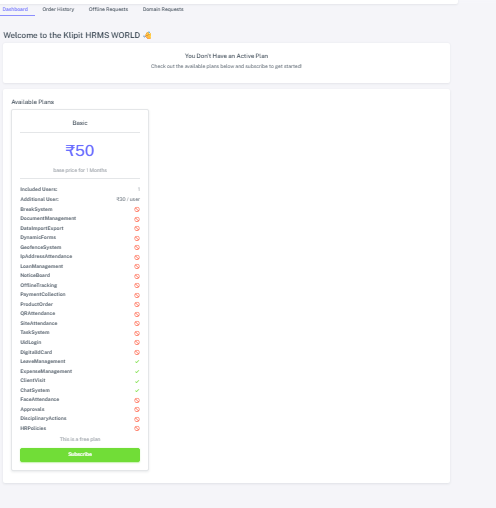 Dashboard Order History Offline Requests Domain Requests
Welcome to the Klipit HRMS WORLD 👋
You Don't Have an Active Plan
Check out the available plans below and subscribe to get started!
Available Plans
Basic
₹50
base price for 1 Months
Included Users: 1
Additional User: ₹30 / user
BreakSystem
DocumentManagement
DataImportExport
DynamicForms
GeofenceSystem
IpAddressAttendance
LoanManagement
NoticeBoard
OfflineTracking
PaymentCollection
ProductOrder
QRAttendance
SiteAttendance
TaskSystem
UidLogin
DigitalIdCard
LeaveManagement
ExpenseManagement
ClientVisit
ChatSystem
FaceAttendance
Approvals
DisciplinaryActions
HRPolicies
This is a free plan
Subscribe